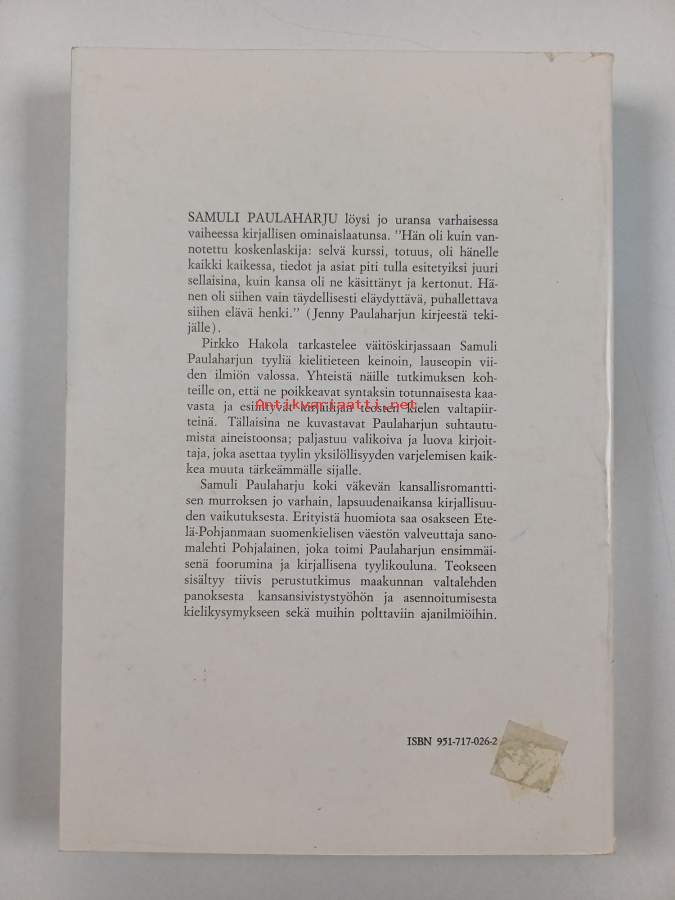 SAMULI PAULAHARJU löysi jo uransa varhaisessa
vaiheessa kirjallisen ominaislaatunsa. ”Hän oli kuin van-
notettu koskenlaskija: selvä kurssi, totuus, oli hänelle
kaikki kaikessa, tiedot ja asiat piti tulla esitetyiksi juuri
sellaisina, kuin kansa oli ne käsittänyt ja kertonut. Hä-
nen oli siihen vain täydellisesti eläydyttävä, puhallettava
siihen elävä henki.” (Jenny Paulaharjun kirjeestä teki-
jälle).
Pirkko Hakola tarkastelee väitöskirjassaan Samuli
Paulaharjun tyyliä kielitieteen keinoin, lauseopin vii-
den ilmiön valossa. Yhteistä näille tutkimuksen koh-
teille on, että ne poikkeavat syntaksin totunnaisesta kaa-
vasta ja esiintyvät kirjailijan teosten kielen valtapiir-
Antikvariaatti.net
teinä. Tällaisina ne kuvastavat Paulaharjun suhtautu-
mista aineistoonsa; paljastuu valikoiva ja luova kirjoit-
taja, joka asettaa tyylin yksilöllisyyden varjelemisen kaik-
kea muuta tärkeämmälle sijalle.
Samuli Paulaharju koki väkevän kansallisromantti-
sen murroksen jo varhain, lapsuudenaikansa kirjallisuu-
den vaikutuksesta. Erityistä huomiota saa osakseen Ete-
lä-Pohjanmaan suomenkielisen väestön valveuttaja sano-
malehti Pohjalainen, joka toimi Paulaharjun ensimmäi-
senä foorumina ja kirjallisena tyylikouluna. Teokseen
sisältyy tiivis perustutkimus maakunnan valtalehden
panoksesta kansansivistystyöhön ja asennoitumisesta
kielikysymykseen sekä muihin polttaviin ajanilmiöihin.
ISBN 951-717-026-2